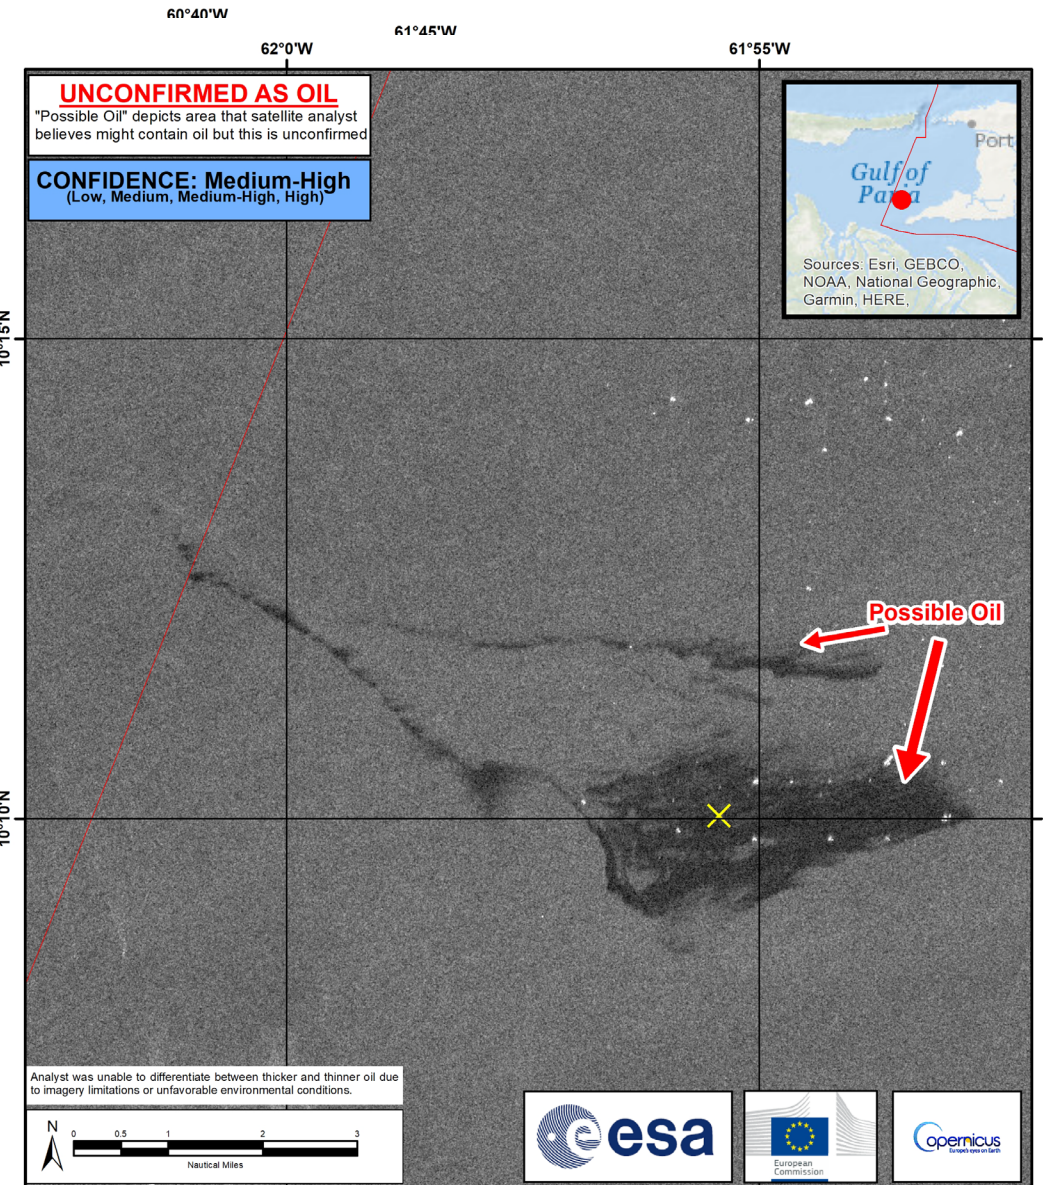 60°40'W
61°45'W
62°0'W
61°55'W
UNCONFIRMED AS OIL
"Possible Oil" depicts area that satellite analyst
believes might contain oil but this is unconfirmed
CONFIDENCE: Medium-High
(Low, Medium, Medium-High, High)
Port
Gulf of
Paria
Sources: Esri, GEBCO,
NOAA, National Geographic,
Garmin, HERE,
10°15'N
Possible Oil
10°10'N
Analyst was unable to differentiate between thicker and thinner oil due
to imagery limitations or unfavorable environmental conditions.
N
0 0.5 1 2 3
Nautical Miles
esa
European
Commission
Copernicus
Europe's eyes on Earth